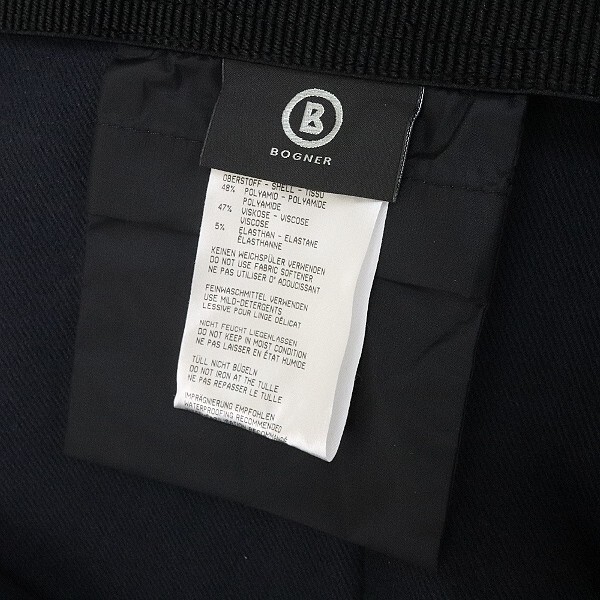 B
BOGNER
OBERSTOFF - SHELL - TISSU
48% POLYAMID - POLYAMIDE
POLYAMIDE
47% VISKOSE - VISCOSE
VISCOSE
5% ELASTHAN - ELASTANE
ÉLASTHANNE
KEINEN WEICHSPÜLER VERWENDEN
DO NOT USE FABRIC SOFTENER
NE PAS UTILISER D' ADOUCISSANT
FEINWASCHMITTEL VERWENDEN
USE MILD-DETERGENTS
LESSIVE POUR LINGE DÉLICAT
NICHT FEUCHT LIEGENLASSEN
DO NOT KEEP IN MOIST CONDITION
NE PAS LAISSER EN ÉTAT HUMIDE
TÜLL NICHT BÜGELN
DO NOT IRON AT THE TULLE
NE PAS REPASSER LE TULLE
IMPRÄGNIERUNG EMPFOHLEN
WATERPROOFING RECOMMENDED
RECOMMANDÉ